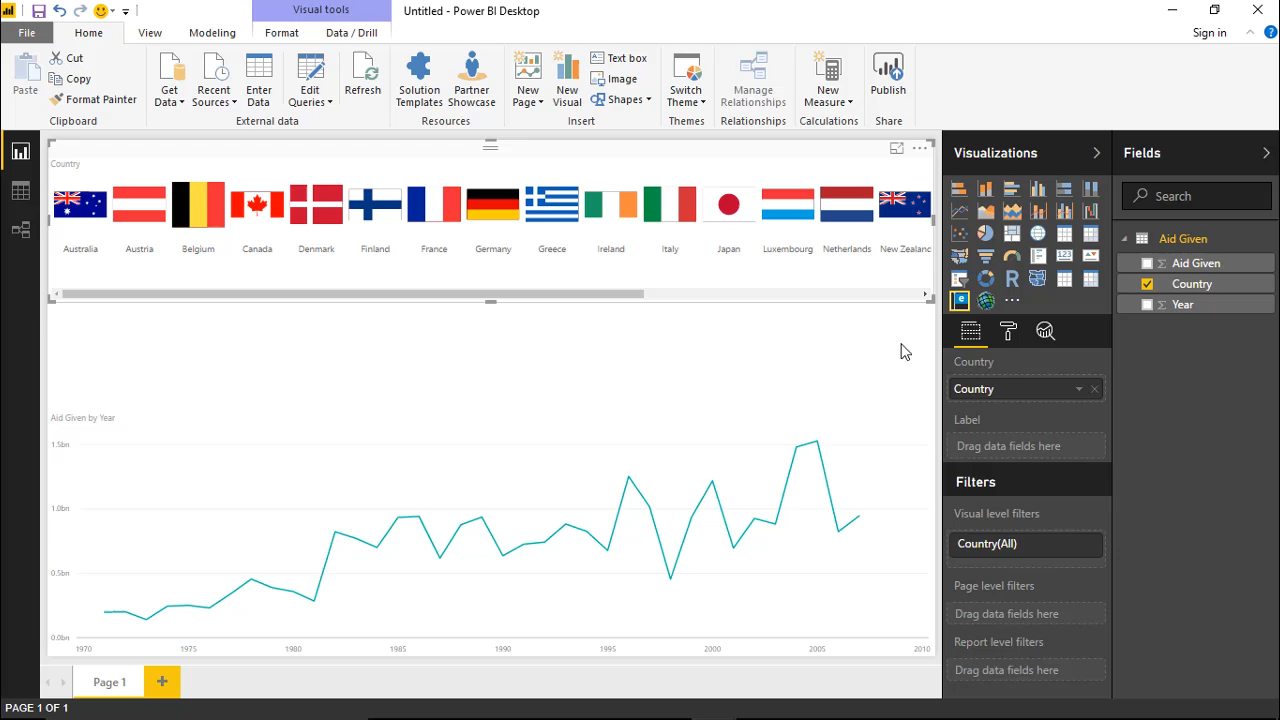 Visual tools
Untitled - Power BI Desktop
File
Home
View
Modeling
Format
Data / Drill
Sign in
Paste
Cut
Copy
Format Painter
Clipboard
Get Data
Recent Sources
Enter Data
Edit Queries
Refresh
External data
Solution Templates
Partner Showcase
Resources
New Page
New Visual
Text box
Image
Shapes
Insert
Switch Theme
Themes
Manage Relationships
Relationships
New Measure
Calculations
Publish
Share
Country
Australia
Austria
Belgium
Canada
Denmark
Finland
France
Germany
Greece
Ireland
Italy
Japan
Luxembourg
Netherlands
New Zealand
Aid Given by Year
1.5bn
1.0bn
0.5bn
0.0bn
1970
1975
1980
1985
1990
1995
2000
2005
2010
Visualizations
123
R
e
Country
Country
Label
Drag data fields here
Filters
Visual level filters
Country(All)
Page level filters
Drag data fields here
Report level filters
Drag data fields here
Fields
Search
Aid Given
Σ Aid Given
Country
Σ Year
Page 1
PAGE 1 OF 1